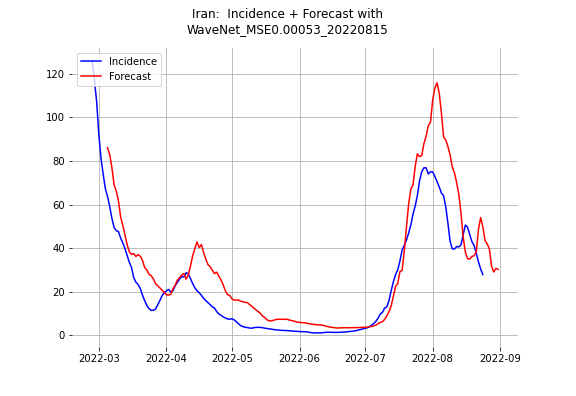 Iran:  Incidence + Forecast with
WaveNet_MSE0.00053_20220815
Incidence
Forecast
120
100
80
60
40
20
0
2022-03 2022-04 2022-05 2022-06 2022-07 2022-08 2022-09